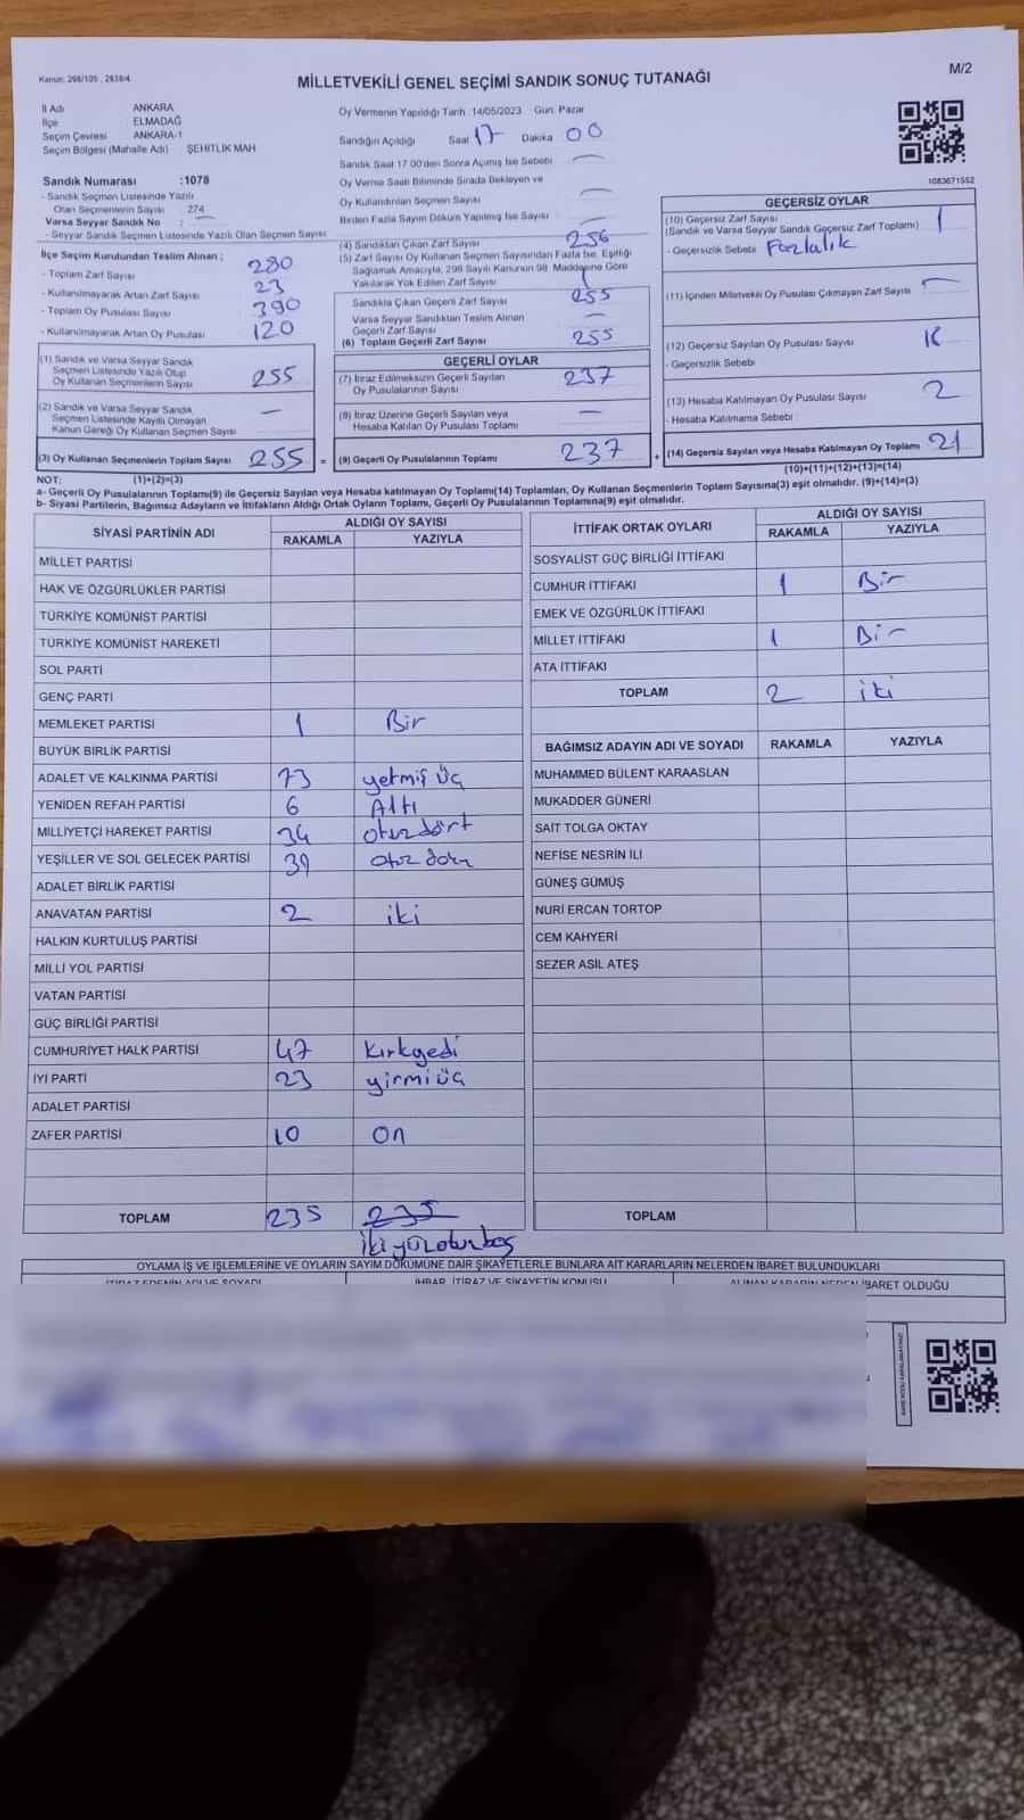 Kanun: 298/105 , 2839/4
M/2
MİLLETVEKİLİ GENEL SEÇİMİ SANDIK SONUÇ TUTANAĞI
İl Adı ANKARA
İlçe ELMADAĞ
Seçim Çevresi ANKARA-1
Seçim Bölgesi (Mahalle Adı) ŞEHİTLİK MAH
Sandık Numarası :1078
- Sandık Seçmen Listesinde Yazılı
Olan Seçmenlerin Sayısı 274
Varsa Seyyar Sandık No : —
- Seyyar Sandık Seçmen Listesinde Yazılı Olan Seçmen Sayısı
İlçe Seçim Kurulundan Teslim Alınan ;
- Toplam Zarf Sayısı 280
- Kullanılmayarak Artan Zarf Sayısı 23
- Toplam Oy Pusulası Sayısı 390
- Kullanılmayarak Artan Oy Pusulası 120
(1) Sandık ve Varsa Seyyar Sandık
Seçmen Listesinde Yazılı Olup
Oy Kullanan Seçmenlerin Sayısı 255
(2) Sandık ve Varsa Seyyar Sandık
Seçmen Listesinde Kayıtlı Olmayan
Kanun Gereği Oy Kullanan Seçmen Sayısı —
(3) Oy Kullanan Seçmenlerin Toplam Sayısı 255 =
Oy Vermenin Yapıldığı Tarih :14/05/2023 Gün: Pazar
Sandığın Açıldığı Saat 17 Dakika 00
Sandık Saat 17.00'den Sonra Açılmış İse Sebebi —
Oy Verme Saati Bitiminde Sırada Bekleyen ve
Oy Kullandırılan Seçmen Sayısı —
Birden Fazla Sayım Döküm Yapılmış İse Sayısı —
(4) Sandıktan Çıkan Zarf Sayısı 256
(5) Zarf Sayısı Oy Kullanan Seçmen Sayısından Fazla İse, Eşitliği
Sağlamak Amacıyla, 298 Sayılı Kanunun 98. Maddesine Göre
Yakılarak Yok Edilen Zarf Sayısı 1
Sandıkta Çıkan Geçerli Zarf Sayısı 255
Varsa Seyyar Sandıktan Teslim Alınan
Geçerli Zarf Sayısı —
(6) Toplam Geçerli Zarf Sayısı 255
GEÇERLİ OYLAR
(7) İtiraz Edilmeksizin Geçerli Sayılan
Oy Pusulalarının Sayısı 237
(8) İtiraz Üzerine Geçerli Sayılan veya
Hesaba Katılan Oy Pusulası Toplamı —
(9) Geçerli Oy Pusulalarının Toplamı 237 +
1083671552
GEÇERSİZ OYLAR
(10) Geçersiz Zarf Sayısı
(Sandık ve Varsa Seyyar Sandık Geçersiz Zarf Toplamı) 1
- Geçersizlik Sebebi Fazlalık
(11) İçinden Milletvekili Oy Pusulası Çıkmayan Zarf Sayısı —
(12) Geçersiz Sayılan Oy Pusulası Sayısı
- Geçersizlik Sebebi
(13) Hesaba Katılmayan Oy Pusulası Sayısı 2
- Hesaba Katılmama Sebebi
(14) Geçersiz Sayılan veya Hesaba Katılmayan Oy Toplamı 21
(10)+(11)+(12)+(13)=(14)
NOT: (1)+(2)=(3)
a- Geçerli Oy Pusulalarının Toplamı(9) ile Geçersiz Sayılan veya Hesaba katılmayan Oy Toplamı(14) Toplamları, Oy Kullanan Seçmenlerin Toplam Sayısına(3) eşit olmalıdır. (9)+(14)=(3)
b- Siyasi Partilerin, Bağımsız Adayların ve İttifakların Aldığı Ortak Oyların Toplamı, Geçerli Oy Pusulalarının Toplamına(9) eşit olmalıdır.
SİYASİ PARTİNİN ADI ALDIĞI OY SAYISI
RAKAMLA YAZIYLA
MİLLET PARTİSİ
HAK VE ÖZGÜRLÜKLER PARTİSİ
TÜRKİYE KOMÜNİST PARTİSİ
TÜRKİYE KOMÜNİST HAREKETİ
SOL PARTİ
GENÇ PARTİ
MEMLEKET PARTİSİ 1 Bir
BÜYÜK BİRLİK PARTİSİ
ADALET VE KALKINMA PARTİSİ 73 yetmiş üç
YENİDEN REFAH PARTİSİ 6 Altı
MİLLİYETÇİ HAREKET PARTİSİ 34 otuzdört
YEŞİLLER VE SOL GELECEK PARTİSİ 39 otuz dokuz
ADALET BİRLİK PARTİSİ
ANAVATAN PARTİSİ 2 iki
HALKIN KURTULUŞ PARTİSİ
MİLLİ YOL PARTİSİ
VATAN PARTİSİ
GÜÇ BİRLİĞİ PARTİSİ
CUMHURİYET HALK PARTİSİ 47 Kırkyedi
İYİ PARTİ 23 yirmiüç
ADALET PARTİSİ
ZAFER PARTİSİ 10 on
TOPLAM 235 235
ikiyüzotuzbeş
İTTİFAK ORTAK OYLARI ALDIĞI OY SAYISI
RAKAMLA YAZIYLA
SOSYALİST GÜÇ BİRLİĞİ İTTİFAKI
CUMHUR İTTİFAKI 1 Bir
EMEK VE ÖZGÜRLÜK İTTİFAKI
MİLLET İTTİFAKI 1 Bir
ATA İTTİFAKI
TOPLAM 2 iki
BAĞIMSIZ ADAYIN ADI VE SOYADI RAKAMLA YAZIYLA
MUHAMMED BÜLENT KARAASLAN
MUKADDER GÜNERİ
SAİT TOLGA OKTAY
NEFİSE NESRİN İLİ
GÜNEŞ GÜMÜŞ
NURİ ERCAN TORTOP
CEM KAHYERİ
SEZER ASİL ATEŞ
TOPLAM
OYLAMA İŞ VE İŞLEMLERİNE VE OYLARIN SAYIM DÖKÜMÜNE DAİR ŞİKAYETLERLE BUNLARA AİT KARARLARIN NELERDEN İBARET BULUNDUKLARI
İTİRAZ EDENİN ADI VE SOYADI İHBAR, İTİRAZ VE ŞİKAYETİN KONUSU ALINAN KARARIN NEDEN İBARET OLDUĞU